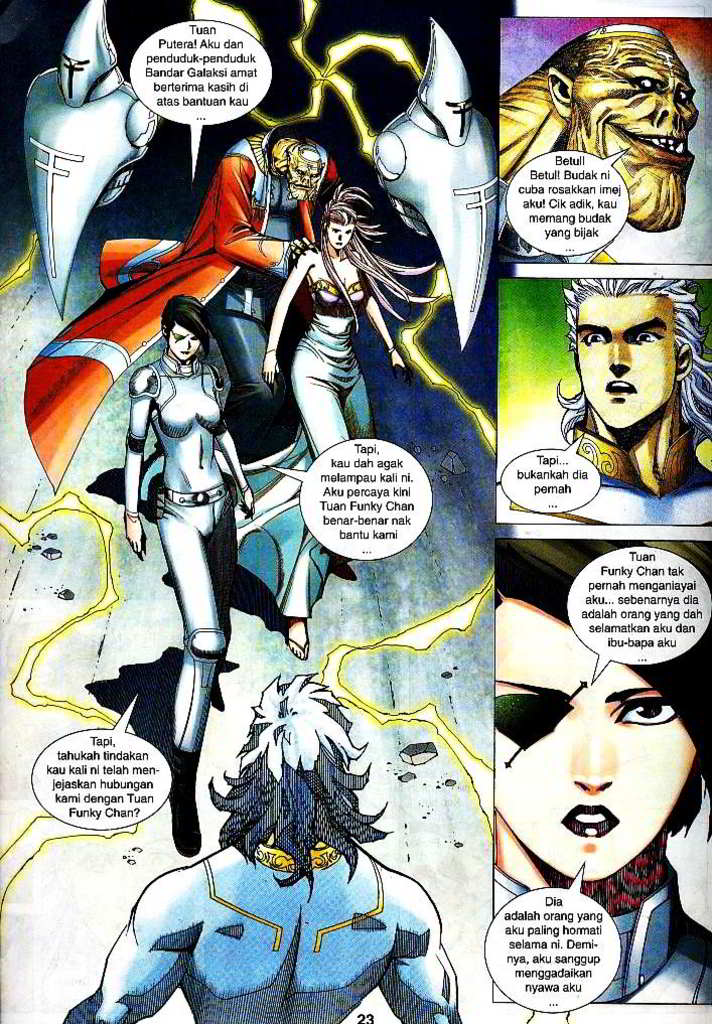 Tuan
Putera! Aku dan
penduduk-penduduk
Bandar Galaksi amat
berterima kasih di
atas bantuan kau
...
Tapi,
kau dah agak
melampau kali ni.
Aku percaya kini
Tuan Funky Chan
benar-benar nak
bantu kami
...
Tapi,
tahukah tindakan
kau kali ni telah men-
jejaskan hubungan
kami dengan Tuan
Funky Chan?
Betul!
Betul! Budak ni
cuba rosakkan imej
aku! Cik adik, kau
memang budak
yang bijak
...
Tapi...
bukankah dia
pernah
...
Tuan
Funky Chan tak
pernah menganiayai
aku... sebenarnya dia
adalah orang yang dah
selamatkan aku dan
ibu-bapa aku
...
Dia
adalah orang yang
aku paling hormati
selama ni. Demi-
nya, aku sanggup
menggadaikan
nyawa aku
...
23